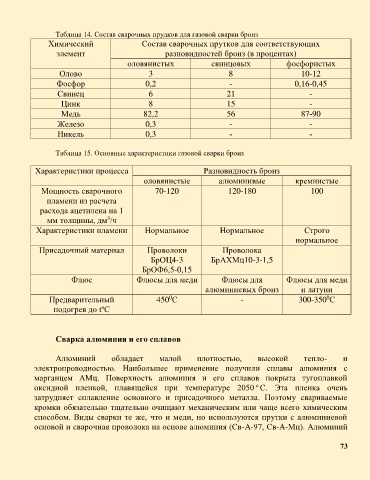 Таблица 14. Состав сварочных прудков для газовой сварки бронз
Химический элемент | Состав сварочных прутков для соответствующих разновидностей бронз (в процентах)
оловянистых | свинцовых | фосфористых
Олово | 3 | 8 | 10-12
Фосфор | 0,2 | - | 0,16-0,45
Свинец | 6 | 21 | -
Цинк | 8 | 15 | -
Медь | 82,2 | 56 | 87-90
Железо | 0,3 | - | -
Никель | 0,3 | - | -
Таблица 15. Основные характеристики газовой сварки бронз
Характеристики процесса | Разновидность бронз
оловянистые | алюминивые | кремнистые
Мощность сварочного пламени из расчета расхода ацетилена на 1 мм толщины, дм³/ч | 70-120 | 120-180 | 100
Характеристики пламени | Нормальное | Нормальное | Строго нормальное
Присадочный материал | Проволоки БрОЦ4-3 БрОФ6,5-0,15 | Проволока БрАХМц10-3-1,5
Флюс | Флюсы для меди | Флюсы для алюминиевых бронз | Флюсы для меди и латуни
Предварительный подогрев до t⁰C | 450⁰C | - | 300-350⁰C
Сварка алюминия и его сплавов
Алюминий обладает малой плотностью, высокой тепло- и
электропроводностью. Наибольшее применение получили сплавы алюминия с
марганцем АМц. Поверхность алюминия и его сплавов покрыта тугоплавкой
оксидной пленкой, плавящейся при температуре 2050 ° С. Эта пленка очень
затрудняет сплавление основного и присадочного металла. Поэтому свариваемые
кромки обязательно тщательно очищают механическим или чаще всего химическим
способом. Виды сварки те же, что и меди, но используются прутки с алюминиевой
основой и сварочная проволока на основе алюминия (Св-А-97, Св-А-Мц). Алюминий
73